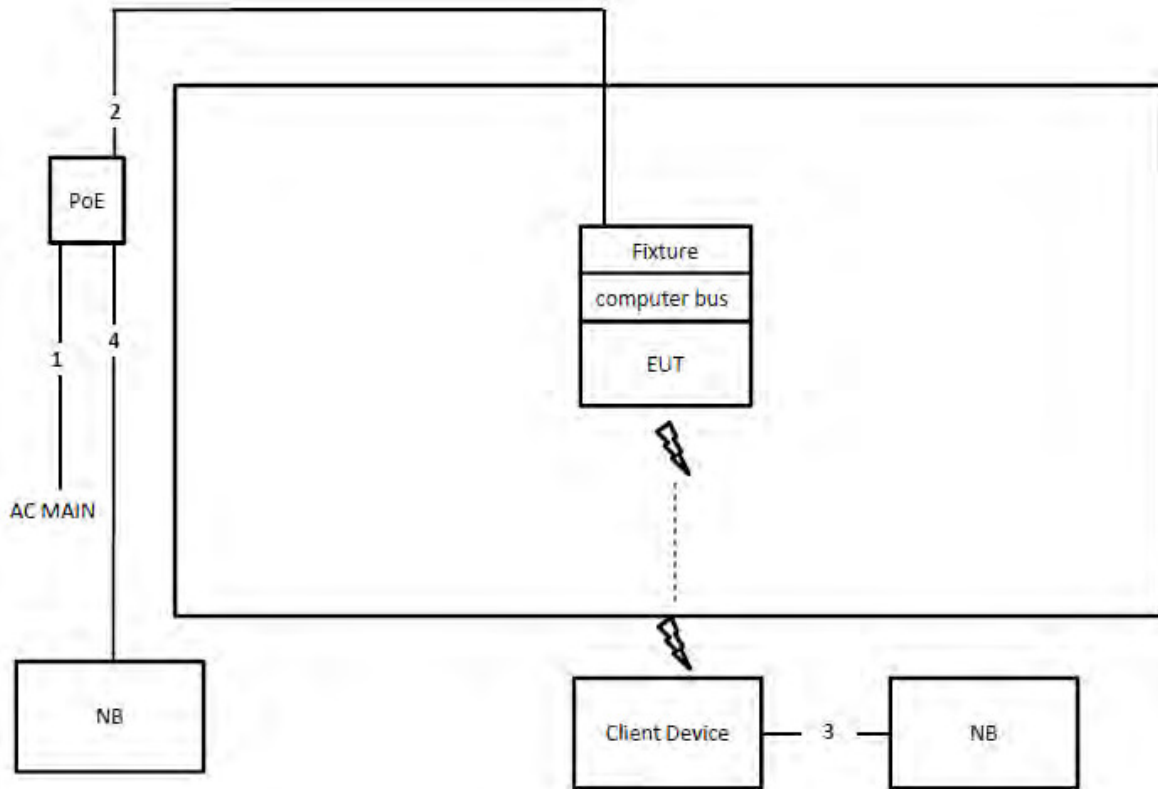 2
PoE
Fixture
computer bus
1
4
EUT
AC MAIN
NB
Client Device
3
NB